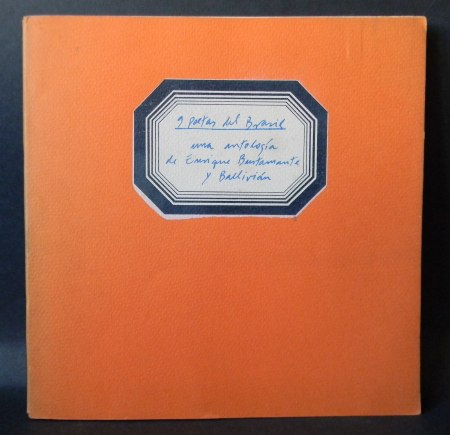 9 poetas del Brasil
una antología
de Enrique Bustamante
y Ballivián